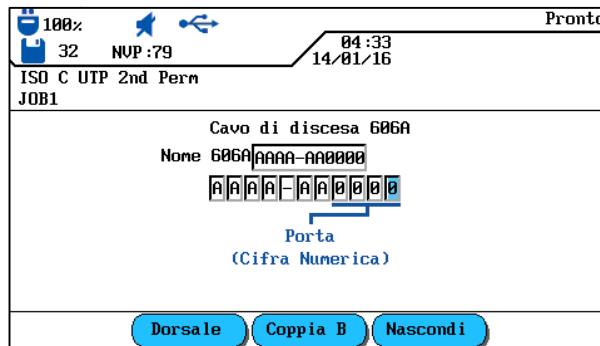 100% Pronto
32 NVP:79 04:33
14/01/16
ISO C UTP 2nd Perm
JOB1
Cavo di discesa 606A
Nome 606A AAAA-AA0000
AAAA-AA0000
Porta
(Cifra Numerica)
Dorsale Coppia B Nascondi